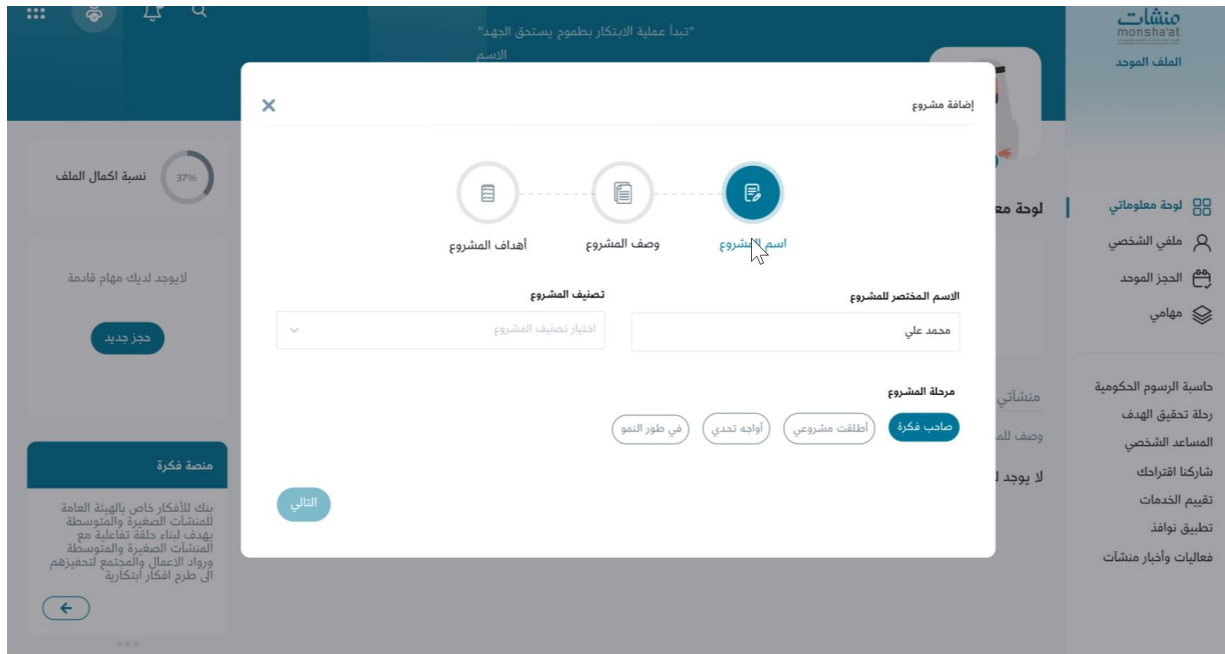 منشآت
monsha'at
الملف الموحد
"تبدأ عملية الابتكار بطموح يستحق الجهد"
الاسم
لوحة معلوماتي
ملفي الشخصي
الحجز الموحد
مهامي
حاسبة الرسوم الحكومية
رحلة تحقيق الهدف
المساعد الشخصي
شاركنا اقتراحك
تقييم الخدمات
تطبيق نوافذ
فعاليات وأخبار منشآت
لوحة مع
منشآتي
وصف للم
لا يوجد ل
إضافة مشروع
اسم المشروع
وصف المشروع
أهداف المشروع
الاسم المختصر للمشروع
تصنيف المشروع
محمد علي
اختيار تصنيف المشروع
مرحلة المشروع
صاحب فكرة
أطلقت مشروعي
أواجه تحدي
في طور النمو
التالي
37%
نسبة اكمال الملف
لايوجد لديك مهام قادمة
حجز جديد
منصة فكرة
بنك للأفكار خاص بالهيئة العامة
للمنشآت الصغيرة والمتوسطة
يهدف لبناء حلقة تفاعلية مع
المنشآت الصغيرة والمتوسطة
ورواد الاعمال والمجتمع لتحفيزهم
الى طرح افكار ابتكارية